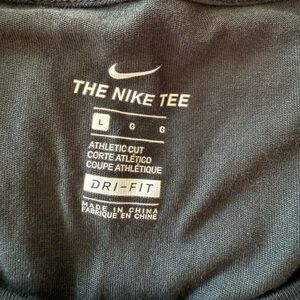 THE NIKE TEE
L G G
ATHLETIC CUT
CORTE ATLÉTICO
COUPE ATHLÉTIQUE
DRI-FIT
MADE IN CHINA
FABRIQUÉ EN CHINE